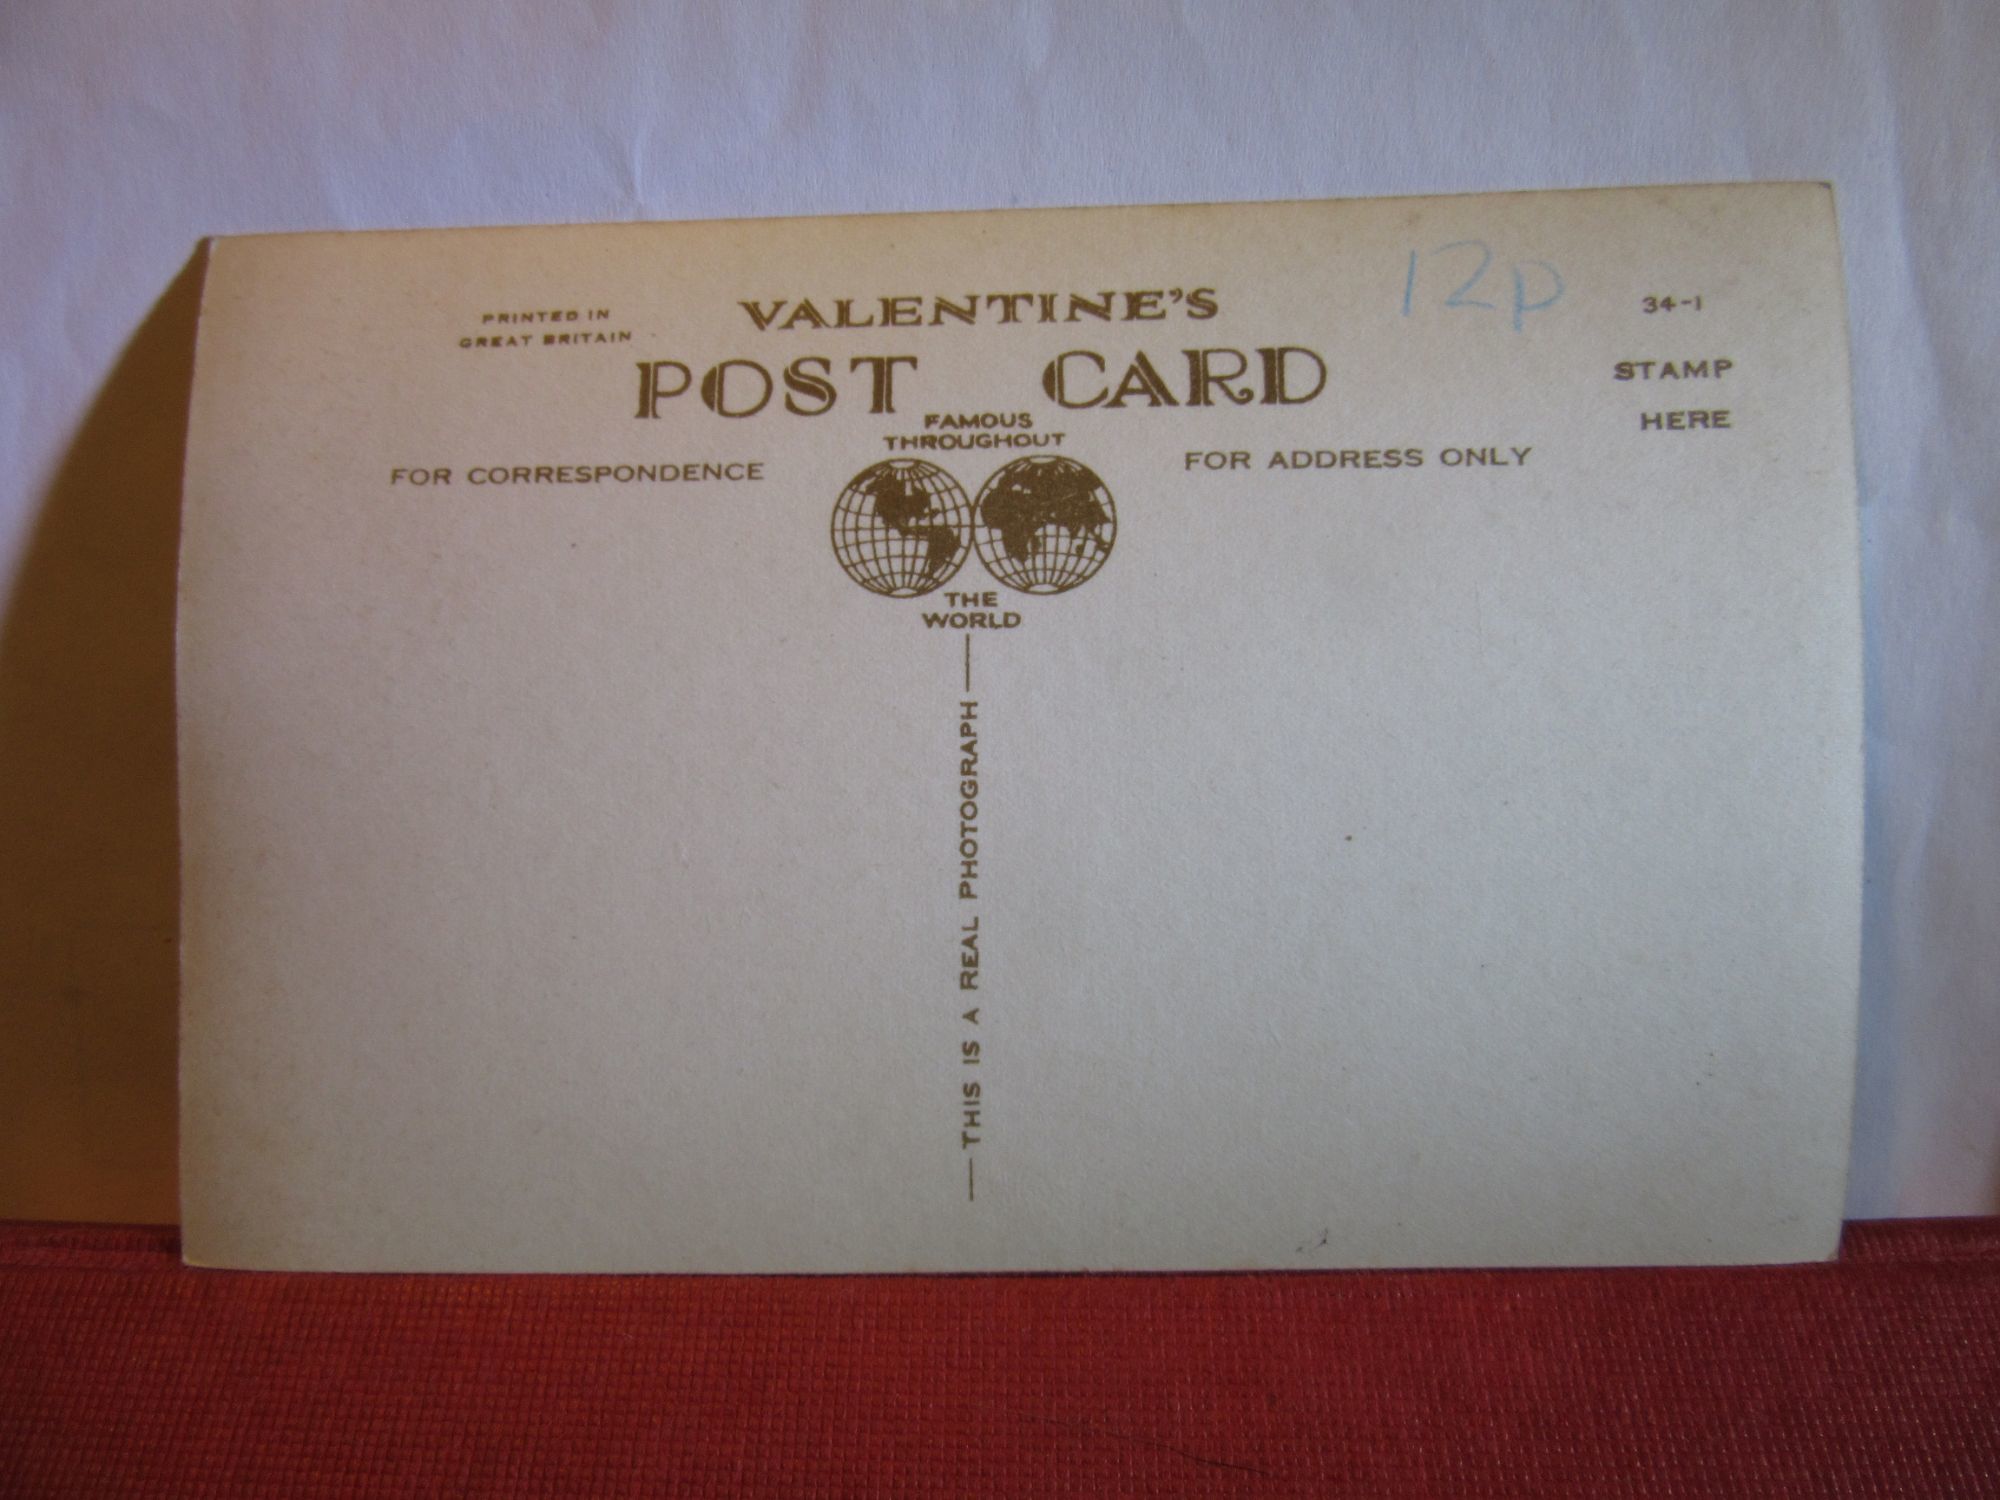 PRINTED IN
GREAT BRITAIN
VALENTINE'S
POST CARD
12p
34-1
STAMP
HERE
FAMOUS
THROUGHOUT
THE
WORLD
FOR CORRESPONDENCE
FOR ADDRESS ONLY
THIS IS A REAL PHOTOGRAPH